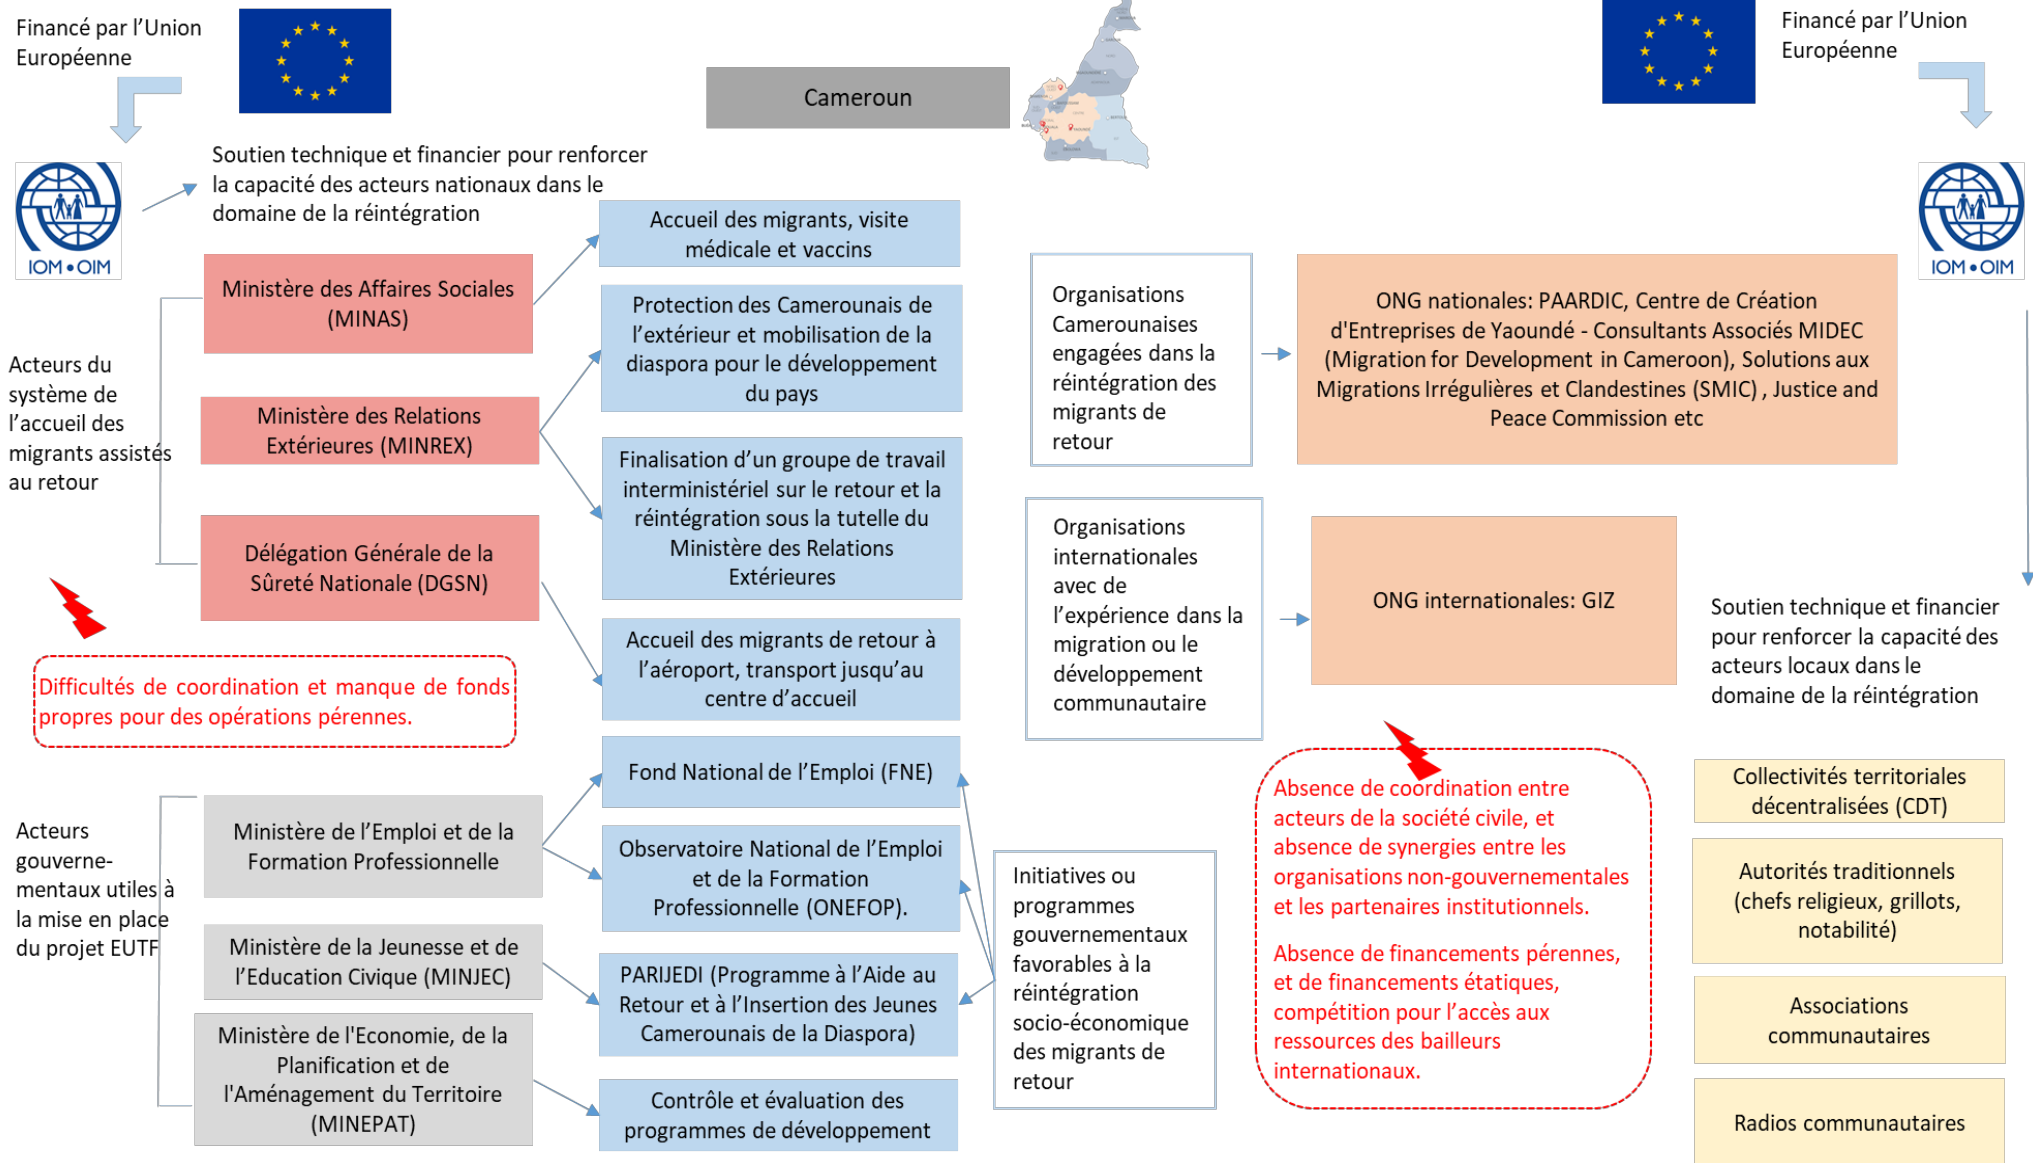 Financé par l’Union
Européenne
Cameroun
Financé par l’Union
Européenne
IOM • OIM
Soutien technique et financier pour renforcer
la capacité des acteurs nationaux dans le
domaine de la réintégration
Acteurs du
système de
l’accueil des
migrants assistés
au retour
Ministère des Affaires Sociales
(MINAS)
Ministère des Relations
Extérieures (MINREX)
Délégation Générale de la
Sûreté Nationale (DGSN)
Difficultés de coordination et manque de fonds
propres pour des opérations pérennes.
Accueil des migrants, visite
médicale et vaccins
Protection des Camerounais de
l’extérieur et mobilisation de la
diaspora pour le développement
du pays
Finalisation d’un groupe de travail
interministériel sur le retour et la
réintégration sous la tutelle du
Ministère des Relations
Extérieures
Accueil des migrants de retour à
l’aéroport, transport jusqu’au
centre d’accueil
Acteurs
gouverne-
mentaux utiles à
la mise en place
du projet EUTF
Ministère de l’Emploi et de la
Formation Professionnelle
Ministère de la Jeunesse et de
l’Education Civique (MINJEC)
Ministère de l'Economie, de la
Planification et de
l'Aménagement du Territoire
(MINEPAT)
Fond National de l’Emploi (FNE)
Observatoire National de l’Emploi
et de la Formation
Professionnelle (ONEFOP).
PARIJEDI (Programme à l’Aide au
Retour et à l’Insertion des Jeunes
Camerounais de la Diaspora)
Contrôle et évaluation des
programmes de développement
Initiatives ou
programmes
gouvernementaux
favorables à la
réintégration
socio-économique
des migrants de
retour
Organisations
Camerounaises
engagées dans la
réintégration des
migrants de
retour
ONG nationales: PAARDIC, Centre de Création
d'Entreprises de Yaoundé - Consultants Associés MIDEC
(Migration for Development in Cameroon), Solutions aux
Migrations Irrégulières et Clandestines (SMIC) , Justice and
Peace Commission etc
Organisations
internationales
avec de
l’expérience dans la
migration ou le
développement
communautaire
ONG internationales: GIZ
Absence de coordination entre
acteurs de la société civile, et
absence de synergies entre les
organisations non-gouvernementales
et les partenaires institutionnels.
Absence de financements pérennes,
et de financements étatiques,
compétition pour l’accès aux
ressources des bailleurs
internationaux.
IOM • OIM
Soutien technique et financier
pour renforcer la capacité des
acteurs locaux dans le
domaine de la réintégration
Collectivités territoriales
décentralisées (CDT)
Autorités traditionnels
(chefs religieux, grillots,
notabilité)
Associations
communautaires
Radios communautaires